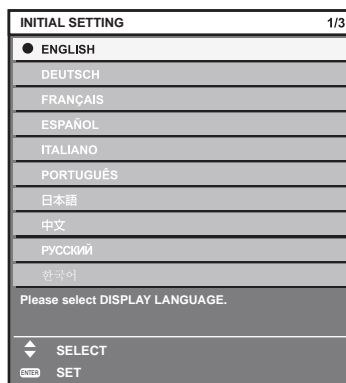 INITIAL SETTING 1/3
ENGLISH
DEUTSCH
FRANÇAIS
ESPAÑOL
ITALIANO
PORTUGUÊS
日本語
中文
РУССКИЙ
한국어
Please select DISPLAY LANGUAGE.
SELECT
ENTER SET